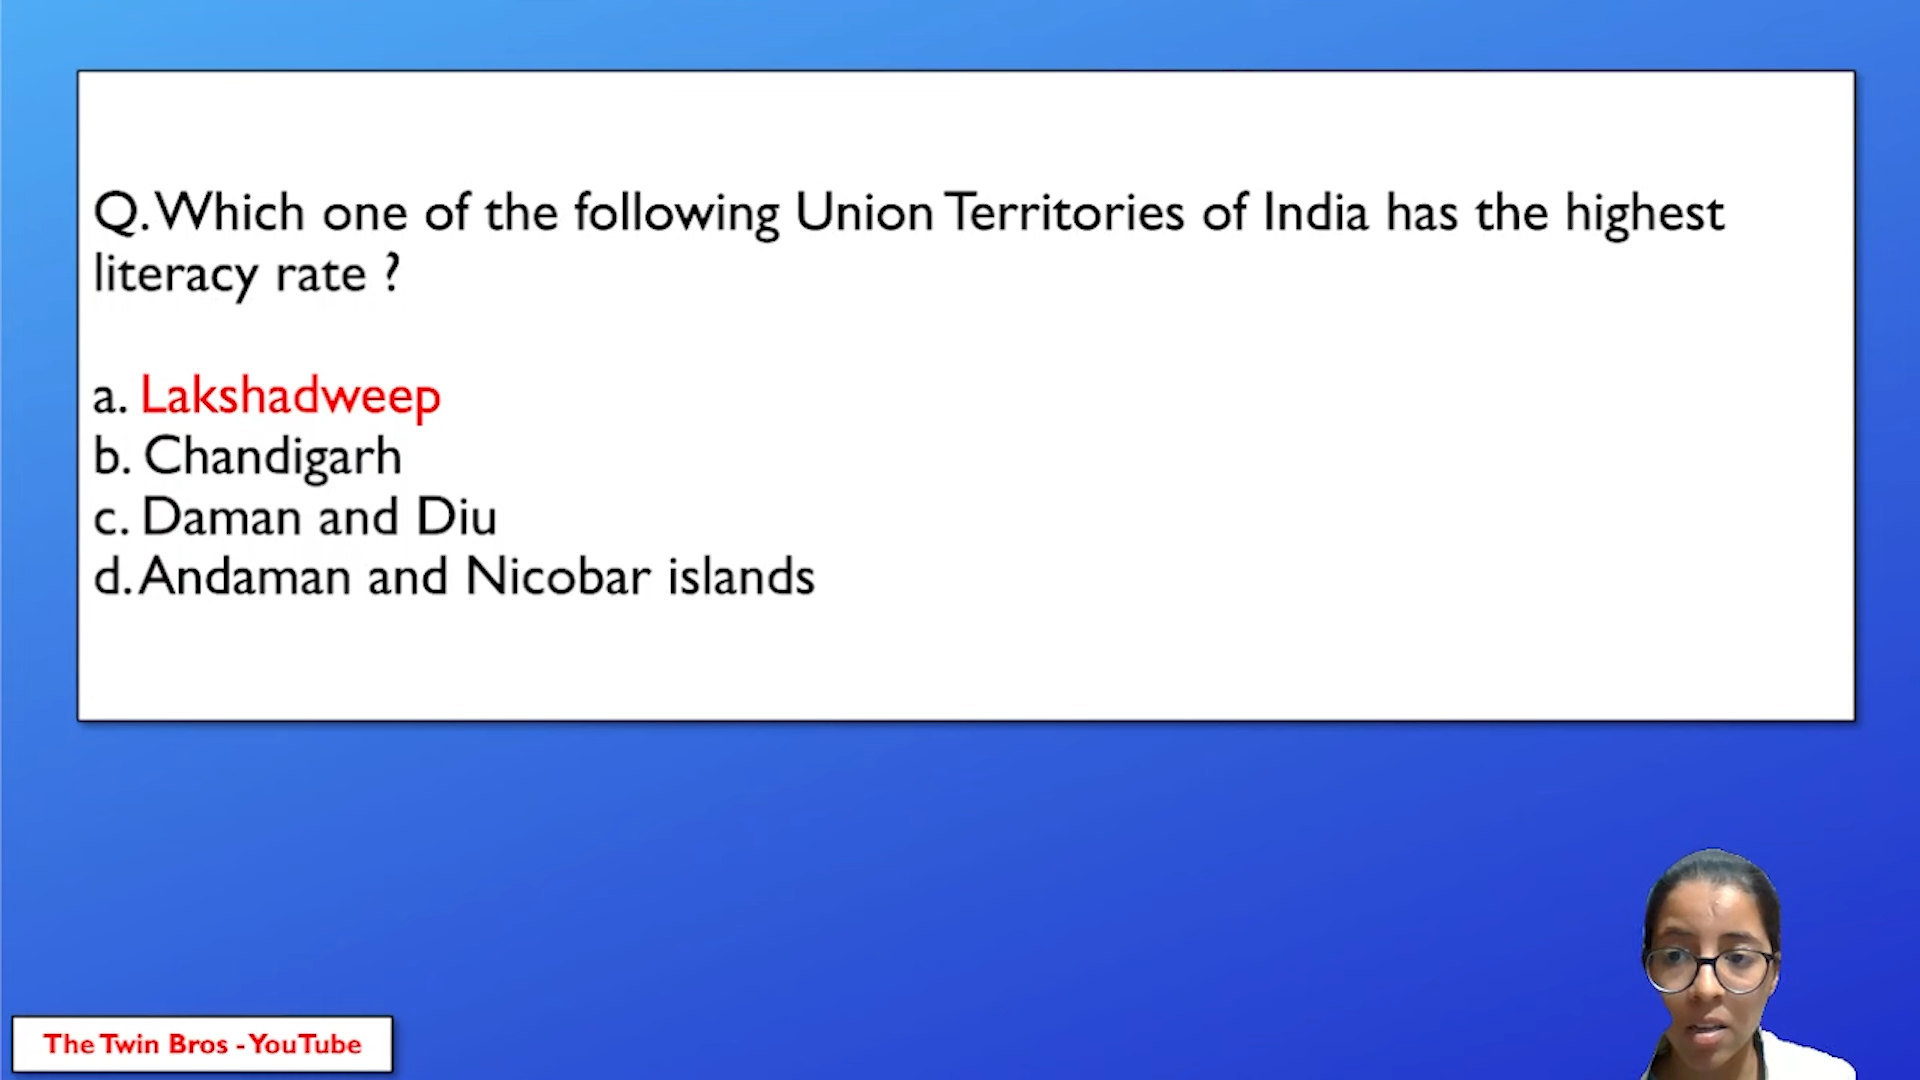 Q. Which one of the following Union Territories of India has the highest
literacy rate ?
a. Lakshadweep
b. Chandigarh
c. Daman and Diu
d. Andaman and Nicobar islands
The Twin Bros - YouTube